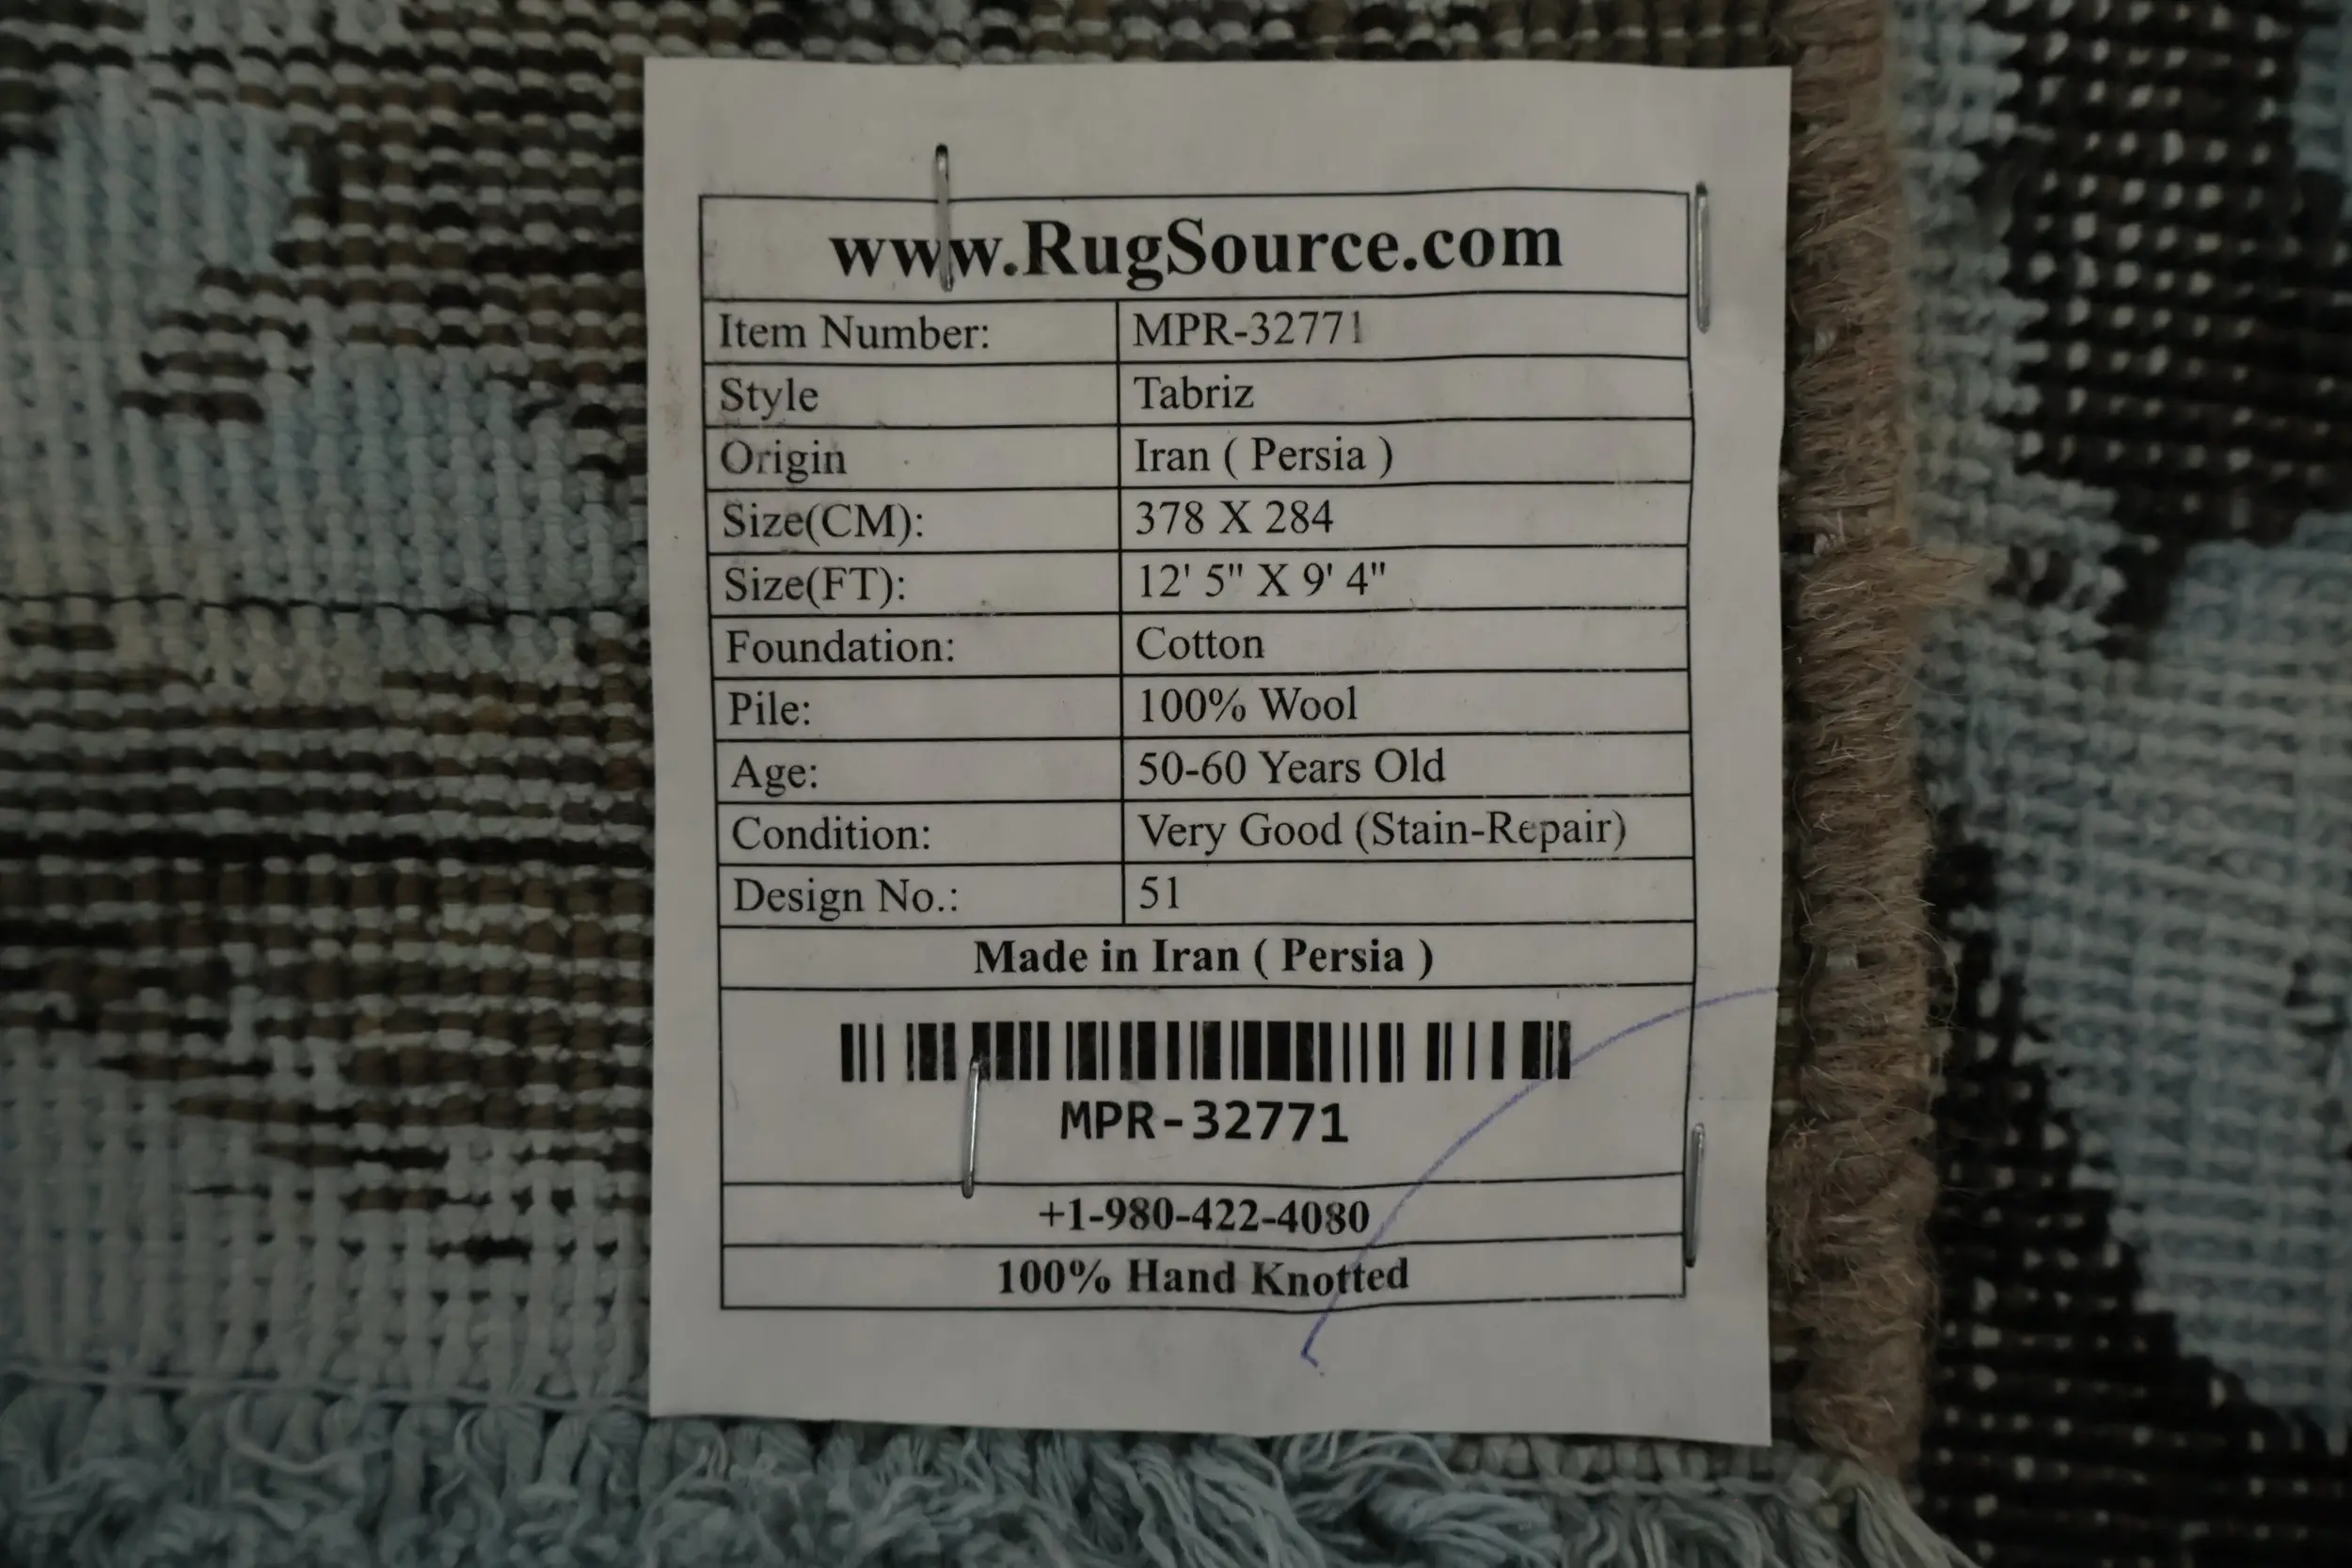 www.RugSource.com
Item Number: MPR-32771
Style Tabriz
Origin Iran ( Persia )
Size(CM): 378 X 284
Size(FT): 12' 5" X 9' 4"
Foundation: Cotton
Pile: 100% Wool
Age: 50-60 Years Old
Condition: Very Good (Stain-Repair)
Design No.: 51
Made in Iran ( Persia )
MPR-32771
+1-980-422-4080
100% Hand Knotted